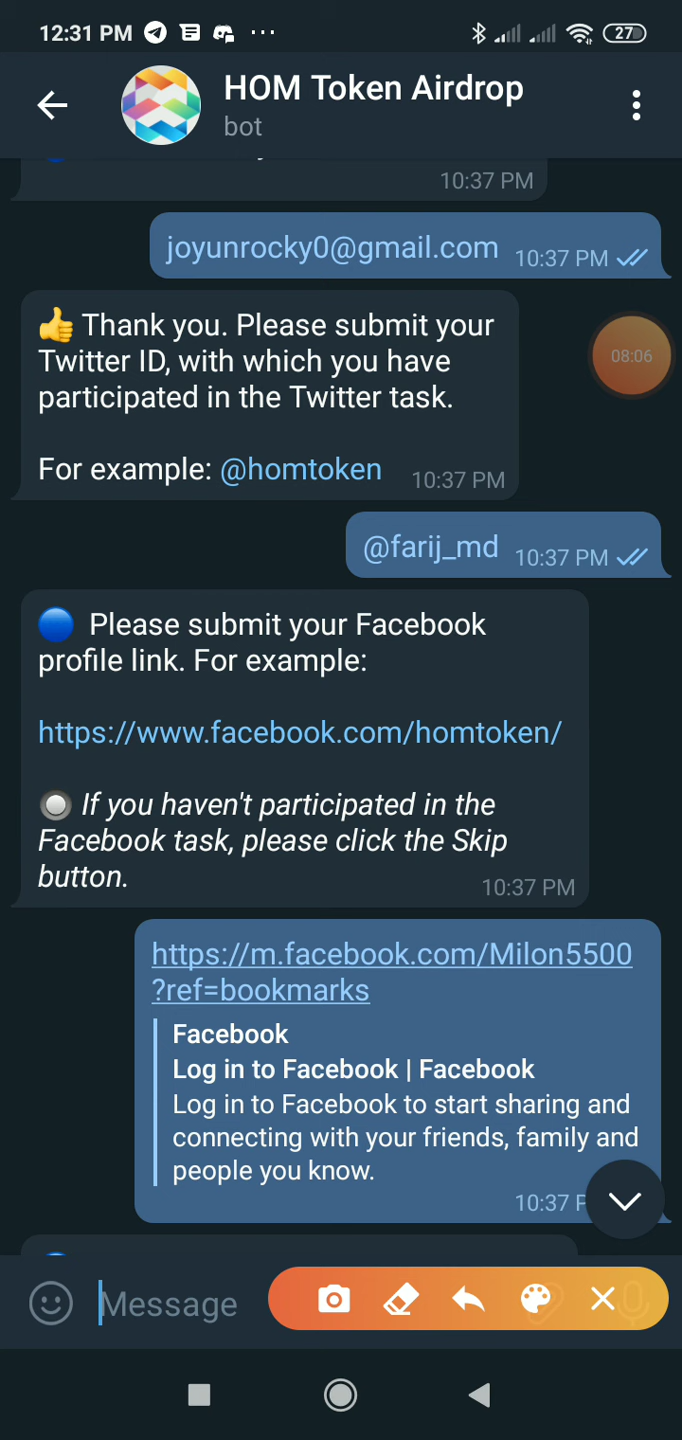 12:31 PM
27
HOM Token Airdrop
bot
10:37 PM
joyunrocky0@gmail.com 10:37 PM
👍 Thank you. Please submit your
Twitter ID, with which you have
participated in the Twitter task.
08:06
For example: @homtoken 10:37 PM
@farij_md 10:37 PM
🔵 Please submit your Facebook
profile link. For example:
https://www.facebook.com/homtoken/
🔘 If you haven't participated in the
Facebook task, please click the Skip
button.
10:37 PM
https://m.facebook.com/Milon5500
?ref=bookmarks
Facebook
Log in to Facebook | Facebook
Log in to Facebook to start sharing and
connecting with your friends, family and
people you know.
10:37
Message